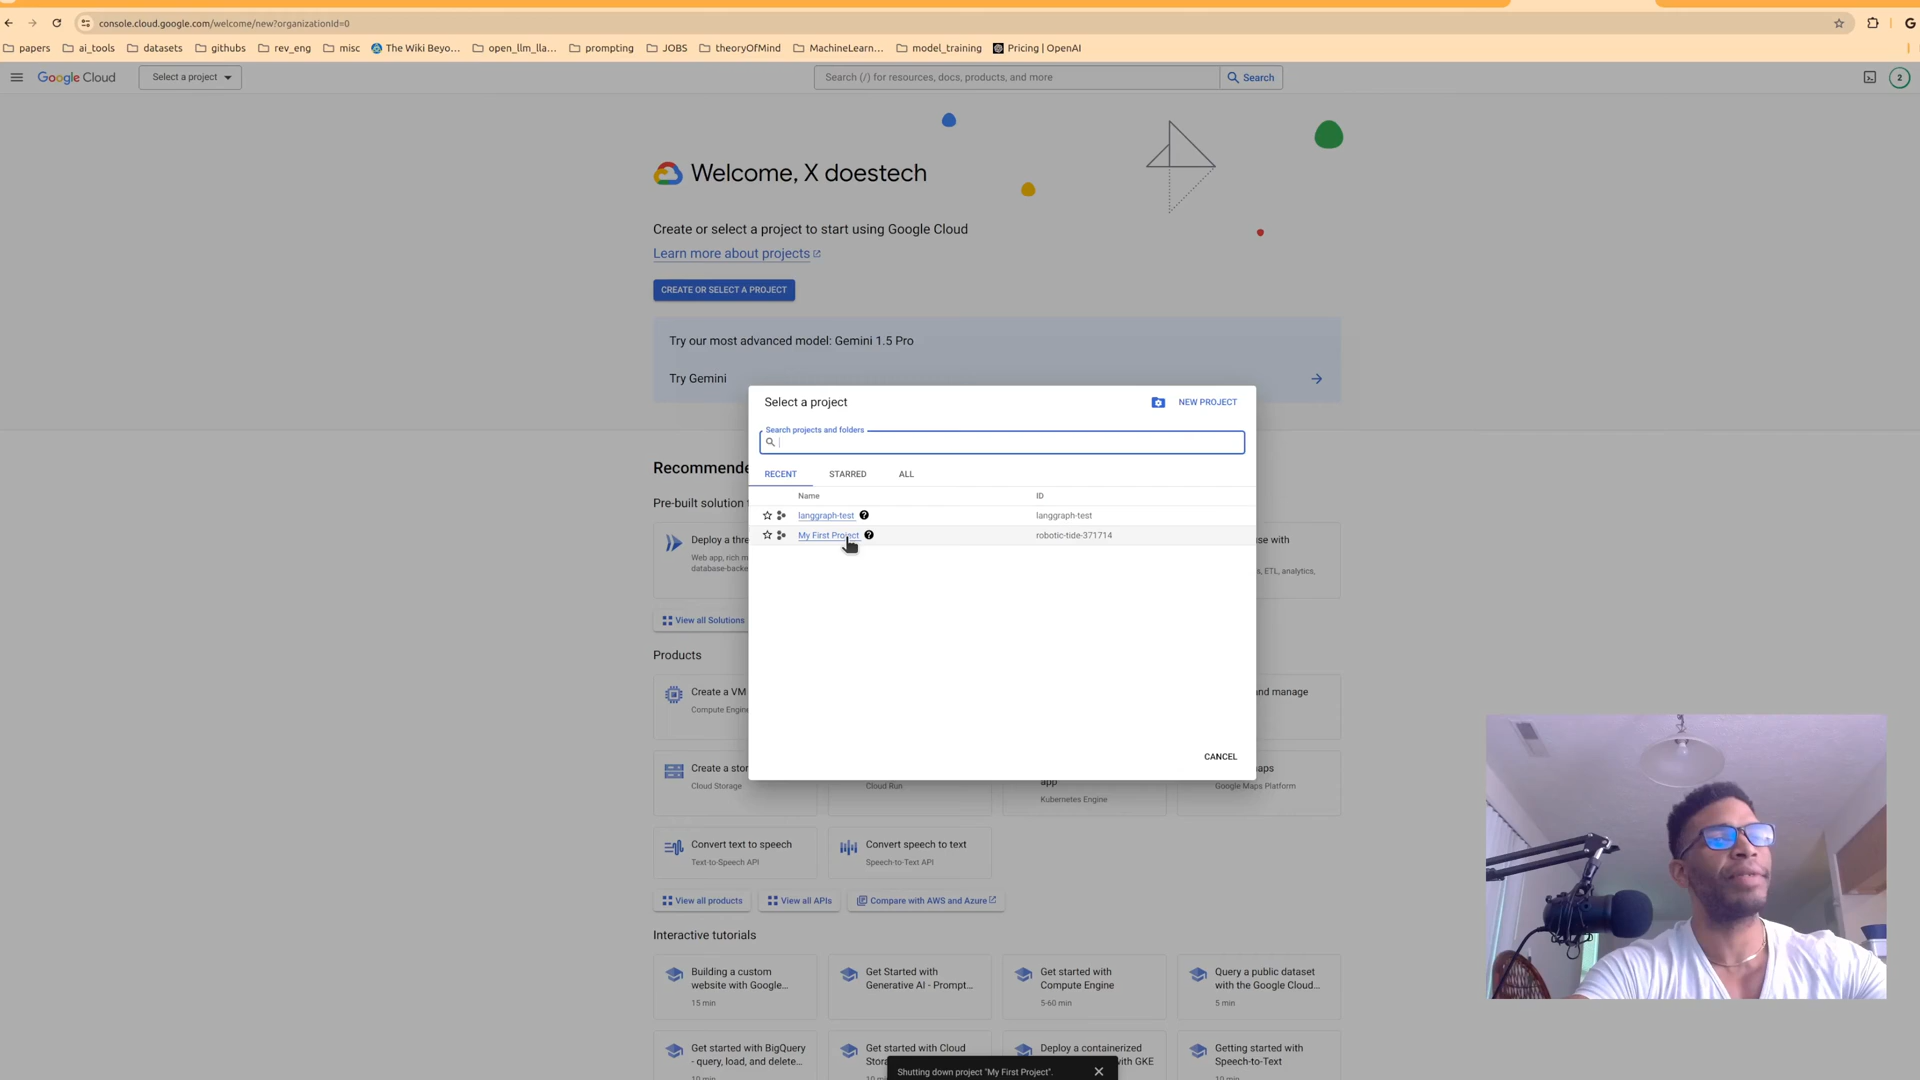 console.cloud.google.com/welcome/new?organizationId=0
papers ai_tools datasets githubs rev_eng misc The Wiki Beyo... open_llm_lla... prompting JOBS theoryOfMind MachineLearn... model_training Pricing | OpenAI
Google Cloud Select a project Search (/) for resources, docs, products, and more Search 2
Welcome, X doestech
Create or select a project to start using Google Cloud
Learn more about projects
CREATE OR SELECT A PROJECT
Try our most advanced model: Gemini 1.5 Pro
Try Gemini
Select a project NEW PROJECT
Search projects and folders
RECENT STARRED ALL
Name ID
langgraph-test langgraph-test
My First Project robotic-tide-371714
CANCEL
Recommende
Pre-built solution
Deploy a thre
Web app, rich m
database-backe
se with
s, ETL, analytics,
View all Solutions
Products
Create a VM
Compute Engine
and manage
Create a stor
Cloud Storage
Cloud Run
app
Kubernetes Engine
aps
Google Maps Platform
Convert text to speech
Text-to-Speech API
Convert speech to text
Speech-to-Text API
View all products View all APIs Compare with AWS and Azure
Interactive tutorials
Building a custom
website with Google...
15 min
Get Started with
Generative AI - Prompt...
Get started with
Compute Engine
5-60 min
Query a public dataset
with the Google Cloud...
5 min
Get started with BigQuery
- query, load, and delete...
10 min
Get started with Cloud
Stora
Deploy a containerized
with GKE
Getting started with
Speech-to-Text
10 min
Shutting down project "My First Project".